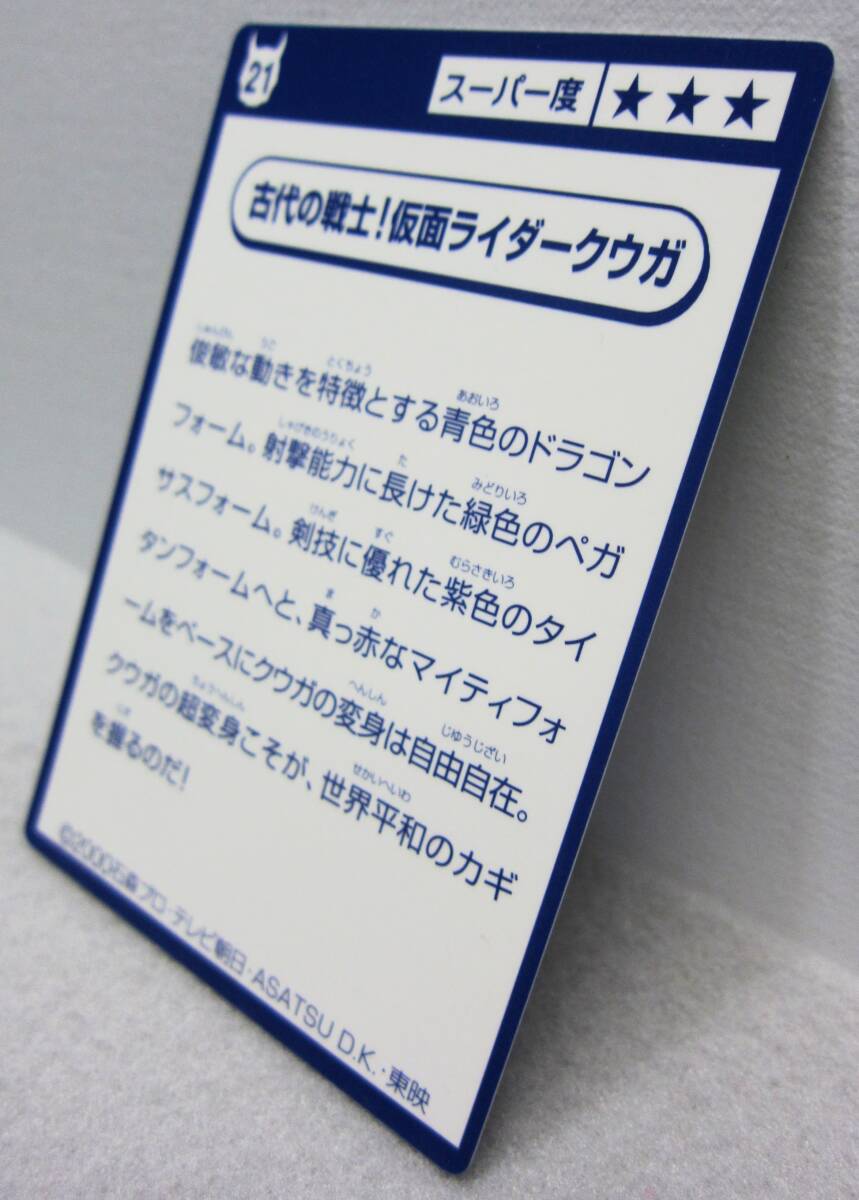 21
スーパー度 ★★★
古代の戦士!仮面ライダークウガ
俊敏な動きを特徴とする青色のドラゴン
フォーム。射撃能力に長けた緑色のペガ
サスフォーム。剣技に優れた紫色のタイ
タンフォームへと、真っ赤なマイティフォ
ームをベースにクウガの変身は自由自在。
クウガの超変身こそが、世界平和のカギ
を握るのだ!
©2000石森プロ・テレビ朝日・ASATSU D.K.・東映